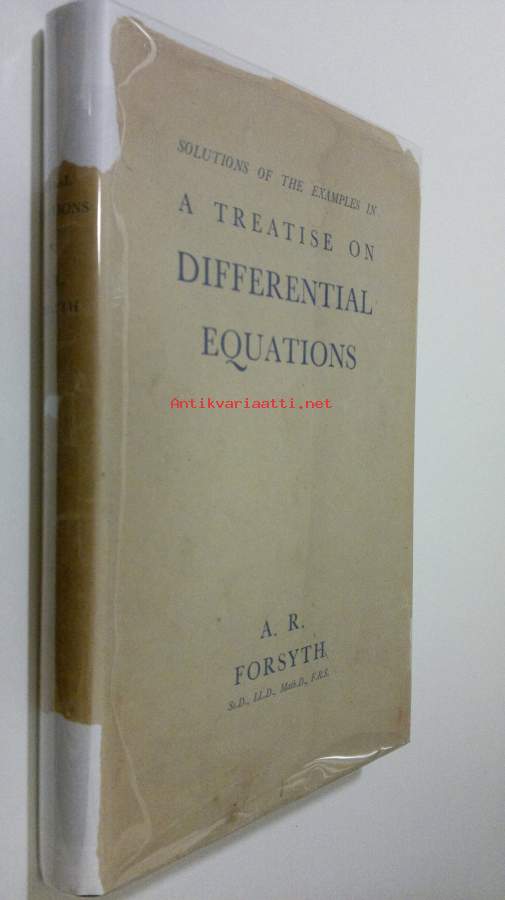 SOLUTIONS OF THE EXAMPLES IN
A TREATISE ON
DIFFERENTIAL
EQUATIONS
Antikvariaatti.net
A. R.
FORSYTH
Sc.D., LL.D., Math.D., F.R.S.